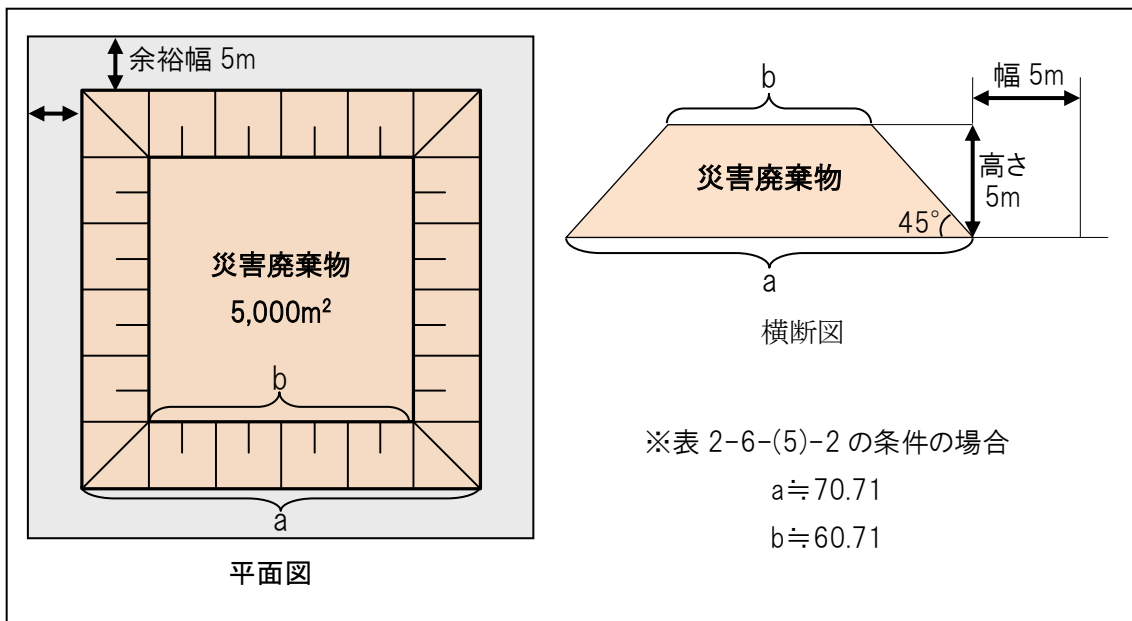 余裕幅 5m
災害廃棄物
5,000m²
b
a
平面図
b
幅 5m
災害廃棄物
高さ
5m
45°
a
横断図
※表 2-6-(5)-2 の条件の場合
a≒70.71
b≒60.71